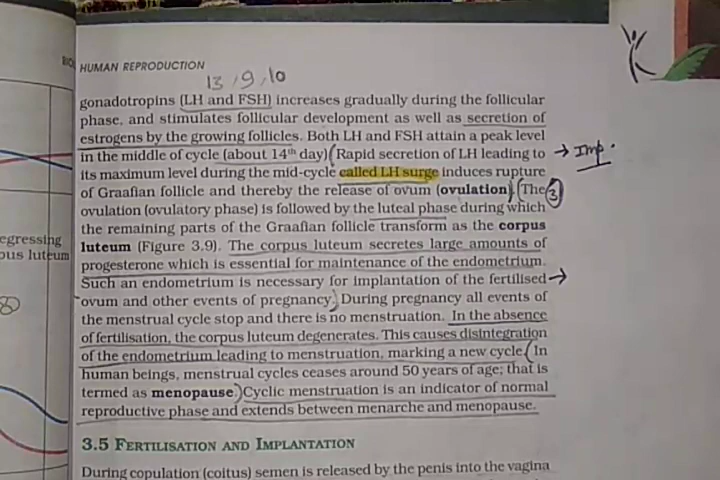 BIO
HUMAN REPRODUCTION
13, 9, 10
gonadotropins (LH and FSH) increases gradually during the follicular
phase, and stimulates follicular development as well as secretion of
estrogens by the growing follicles. Both LH and FSH attain a peak level
in the middle of cycle (about 14th day). Rapid secretion of LH leading to → Imp.
its maximum level during the mid-cycle called LH surge induces rupture
of Graafian follicle and thereby the release of ovum (ovulation). The 3
ovulation (ovulatory phase) is followed by the luteal phase during which
the remaining parts of the Graafian follicle transform as the corpus
luteum (Figure 3.9). The corpus luteum secretes large amounts of
progesterone which is essential for maintenance of the endometrium.
Such an endometrium is necessary for implantation of the fertilised →
ovum and other events of pregnancy. During pregnancy all events of
the menstrual cycle stop and there is no menstruation. In the absence
of fertilisation, the corpus luteum degenerates. This causes disintegration
of the endometrium leading to menstruation, marking a new cycle. In
human beings, menstrual cycles ceases around 50 years of age; that is
termed as menopause. Cyclic menstruation is an indicator of normal
reproductive phase and extends between menarche and menopause.
3.5 FERTILISATION AND IMPLANTATION
During copulation (coitus) semen is released by the penis into the vagina
egressing
ous luteum